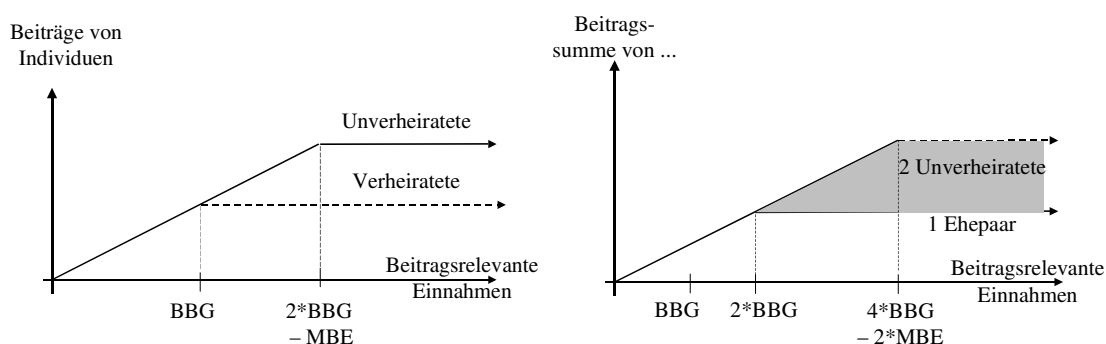 Beiträge von
Individuen
Unverheiratete
Verheiratete
Beitragsrelevante
Einnahmen
BBG
2*BBG
– MBE
Beitrags-
summe von ...
2 Unverheiratete
1 Ehepaar
Beitragsrelevante
Einnahmen
BBG
2*BBG
4*BBG
– 2*MBE